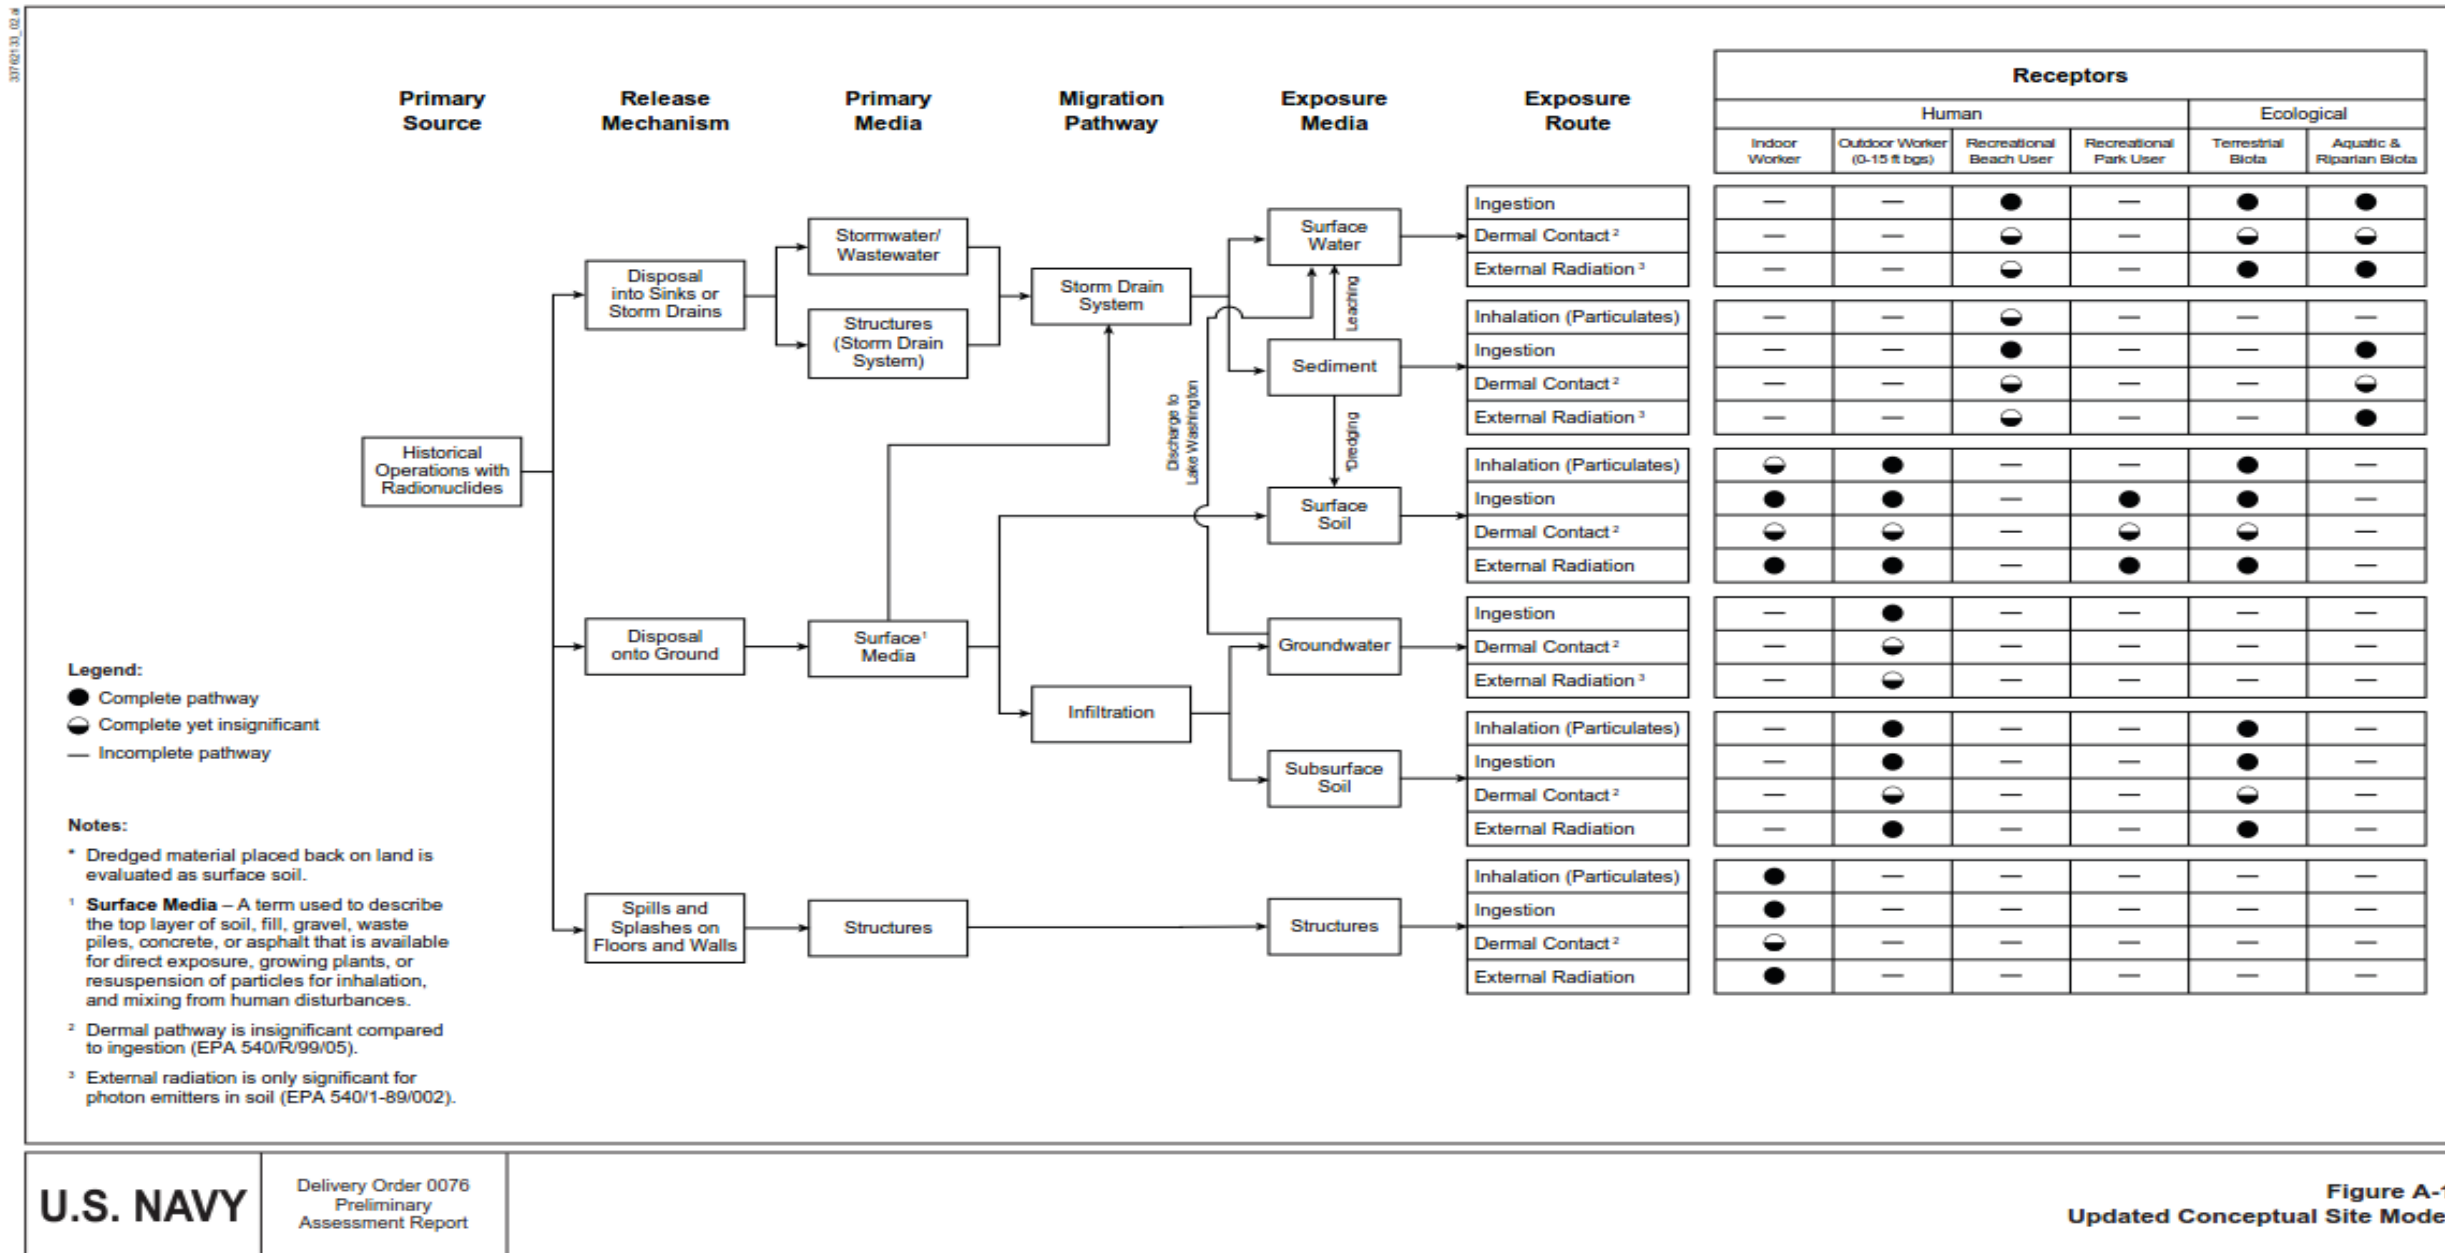 33762133_02.ai
Primary
Source
Release
Mechanism
Primary
Media
Migration
Pathway
Exposure
Media
Exposure
Route
Receptors
Human
Ecological
Indoor
Worker
Outdoor Worker
(0-15 ft bgs)
Recreational
Beach User
Recreational
Park User
Terrestrial
Biota
Aquatic &
Riparian Biota
Historical
Operations with
Radionuclides
Disposal
into Sinks or
Storm Drains
Stormwater/
Wastewater
Structures
(Storm Drain
System)
Storm Drain
System
Surface
Water
Leaching
Sediment
*Dredging
Discharge to
Lake Washington
Surface
Soil
Disposal
onto Ground
Surface¹
Media
Infiltration
Groundwater
Subsurface
Soil
Spills and
Splashes on
Floors and Walls
Structures
Structures
Ingestion
Dermal Contact ²
External Radiation ³
Inhalation (Particulates)
Ingestion
Dermal Contact ²
External Radiation ³
Inhalation (Particulates)
Ingestion
Dermal Contact ²
External Radiation
Ingestion
Dermal Contact ²
External Radiation ³
Inhalation (Particulates)
Ingestion
Dermal Contact ²
External Radiation
Inhalation (Particulates)
Ingestion
Dermal Contact ²
External Radiation
Legend:
Complete pathway
Complete yet insignificant
— Incomplete pathway
Notes:
* Dredged material placed back on land is
evaluated as surface soil.
¹ Surface Media – A term used to describe
the top layer of soil, fill, gravel, waste
piles, concrete, or asphalt that is available
for direct exposure, growing plants, or
resuspension of particles for inhalation,
and mixing from human disturbances.
² Dermal pathway is insignificant compared
to ingestion (EPA 540/R/99/05).
³ External radiation is only significant for
photon emitters in soil (EPA 540/1-89/002).
U.S. NAVY
Delivery Order 0076
Preliminary
Assessment Report
Figure A-1
Updated Conceptual Site Mode